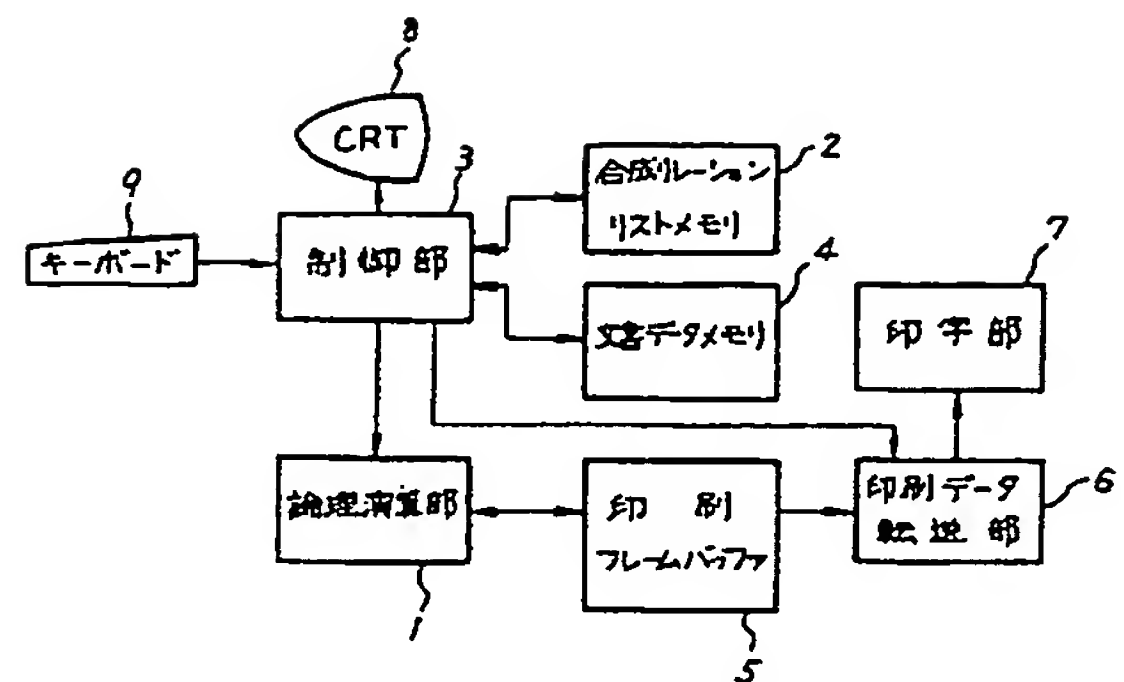 8
CRT
3
2
合成リレーション
リストメモリ
9
キーボード
制御部
4
文書データメモリ
7
印字部
論理演算部
1
印刷
フレームバッファ
5
印刷データ
転送部
6